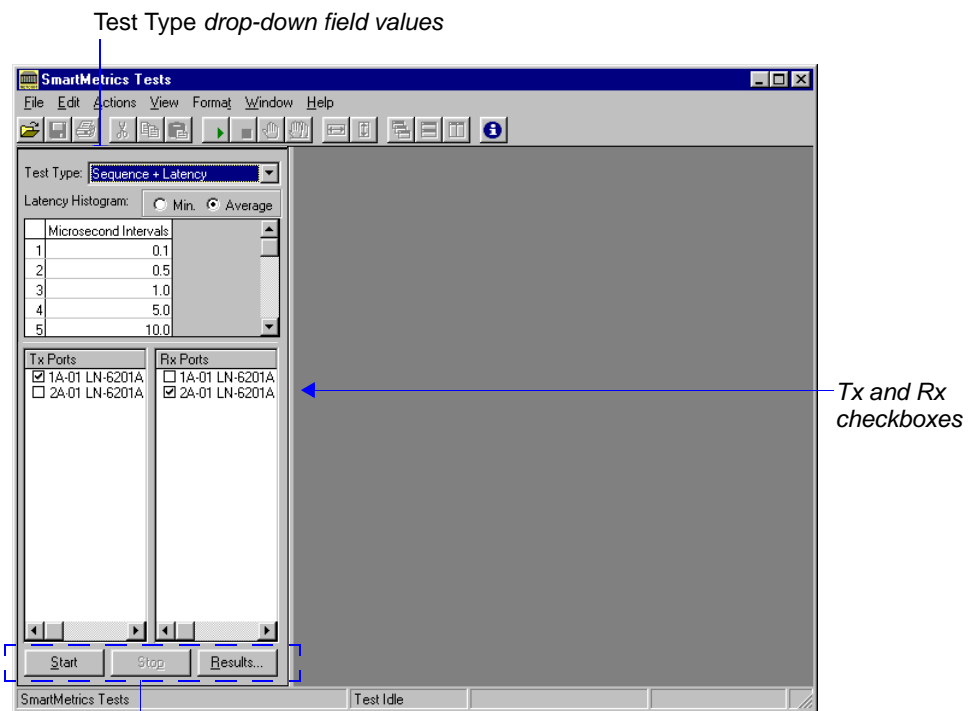 Test Type drop-down field values
SmartMetrics Tests
File Edit Actions View Format Window Help
Test Type: Sequence + Latency
Latency Histogram: Min. Average
Microsecond Intervals
1 0.1
2 0.5
3 1.0
4 5.0
5 10.0
Tx Ports Rx Ports
1A-01 LN-6201A 1A-01 LN-6201A
2A-01 LN-6201A 2A-01 LN-6201A
Tx and Rx
checkboxes
Start Stop Results...
SmartMetrics Tests Test Idle